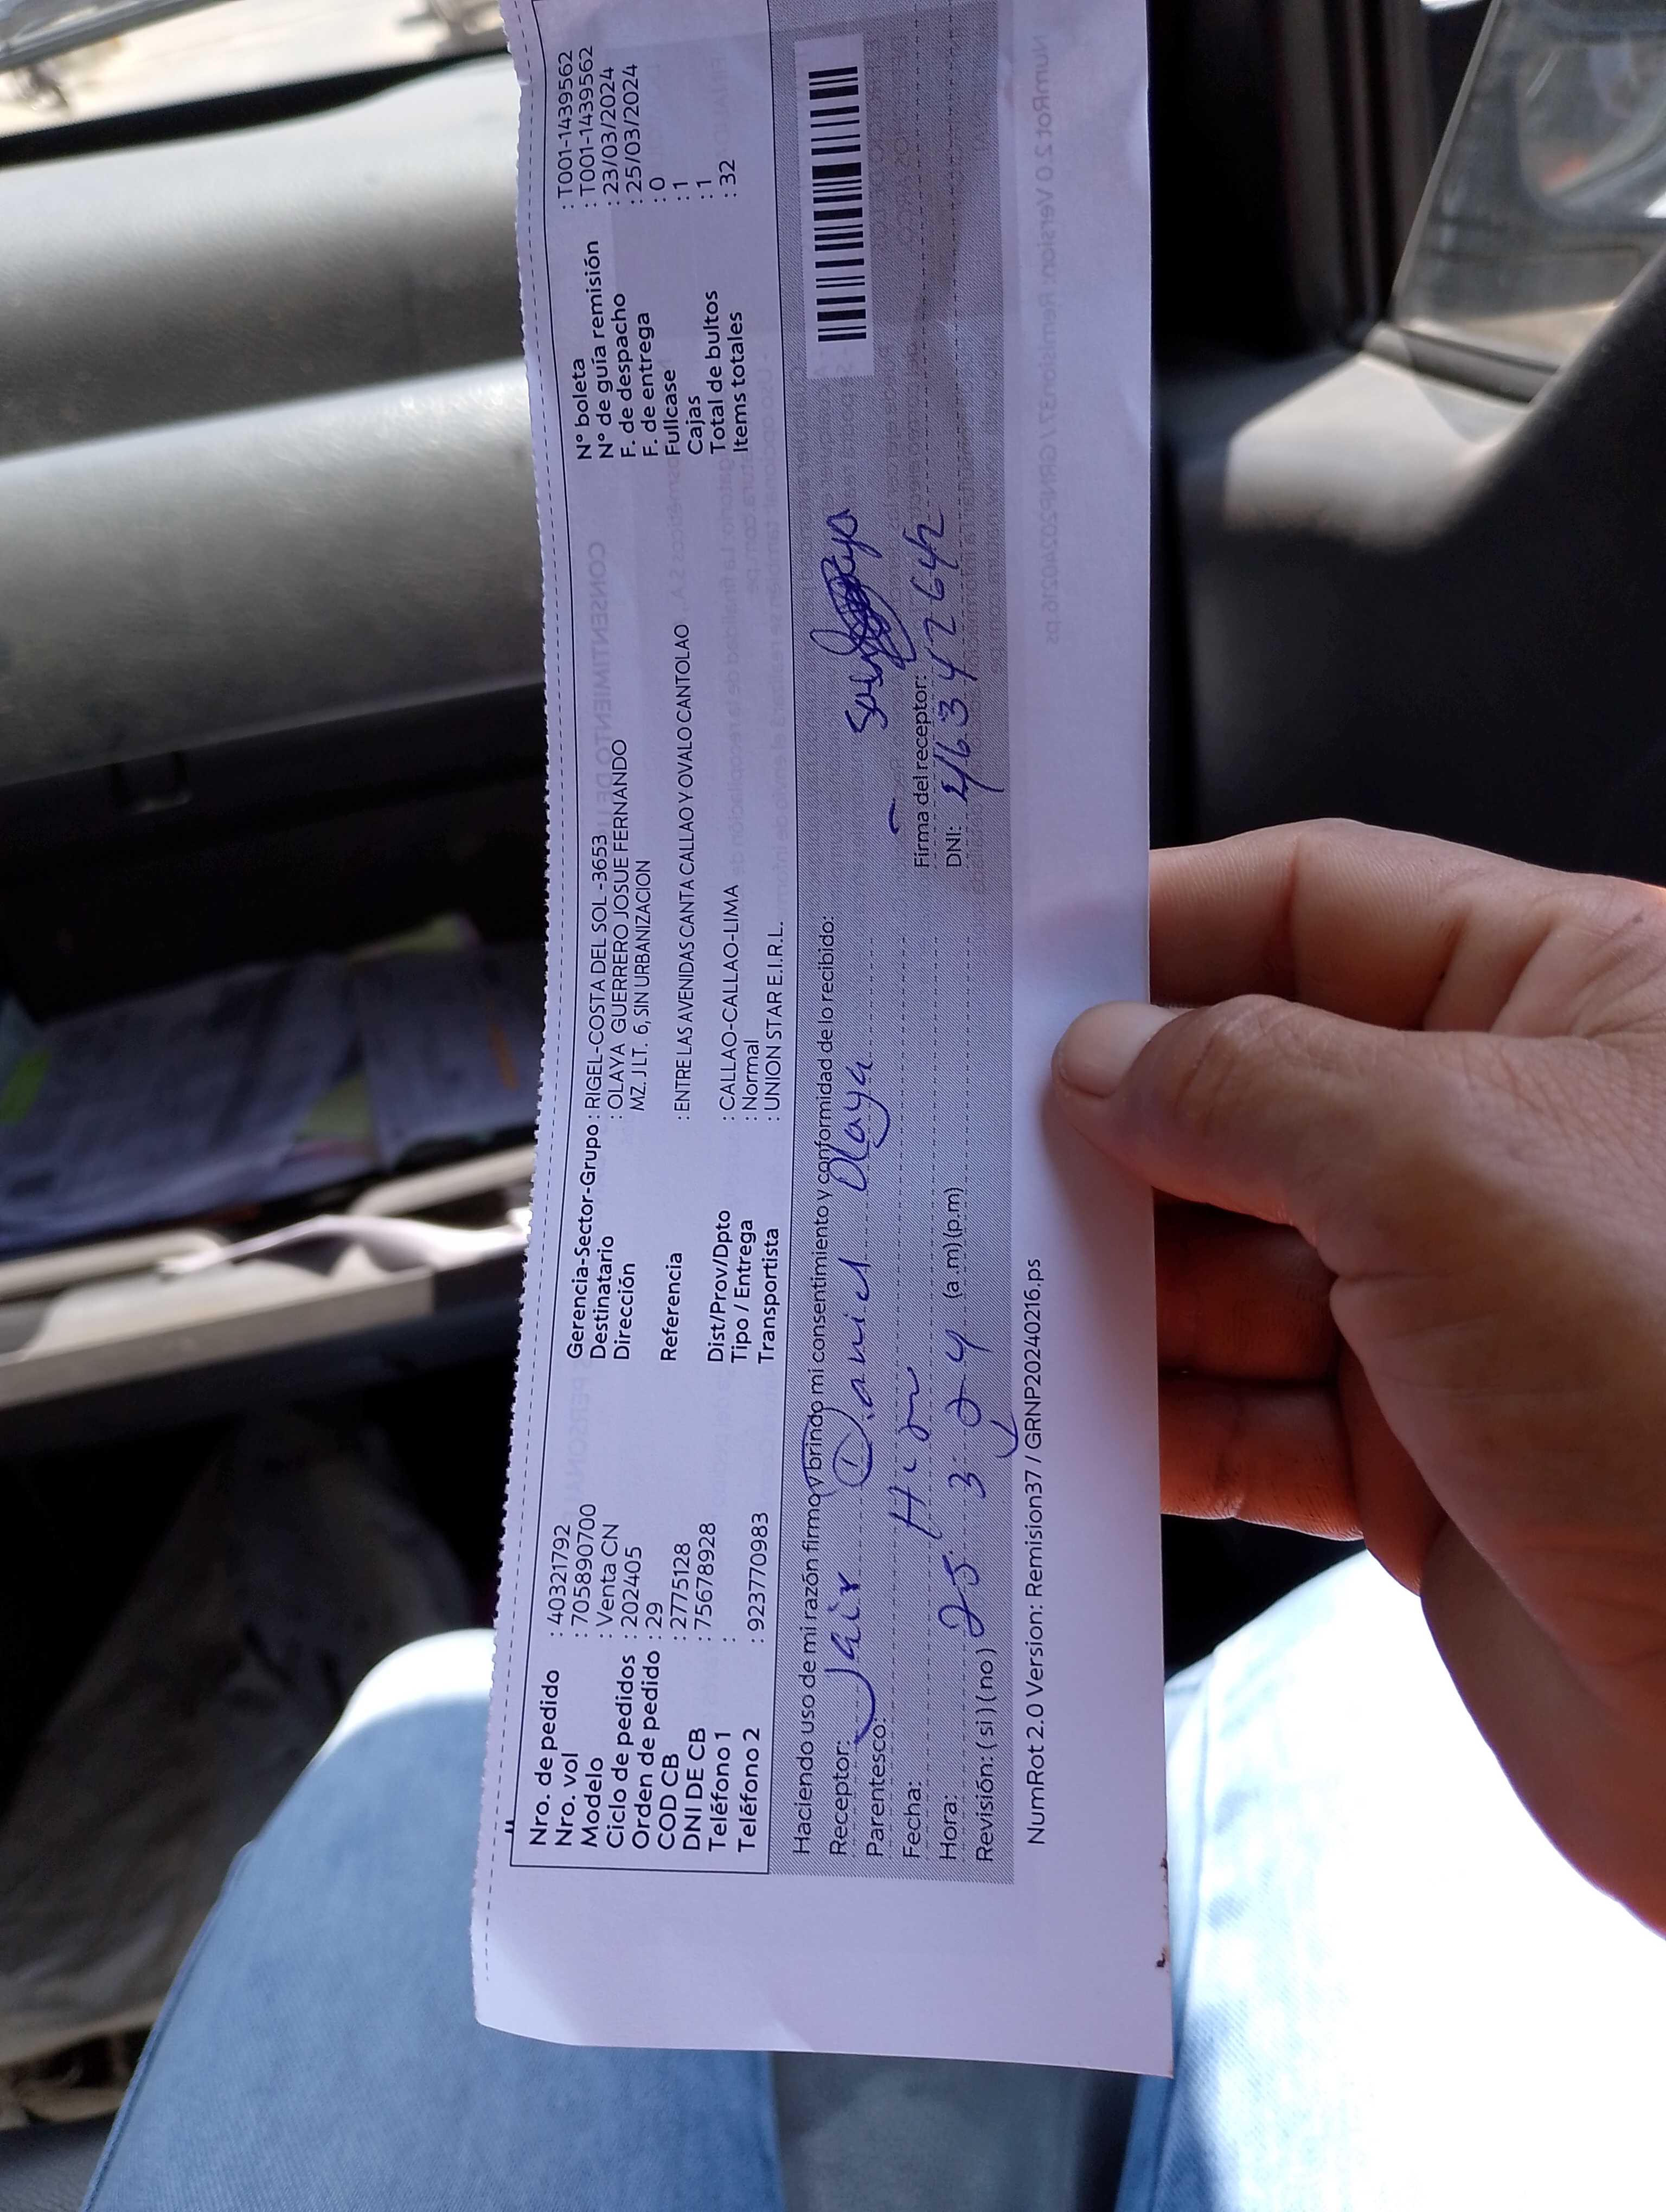 Nro. de pedido : 40321792
Nro. vol : 705890700
Modelo : Venta CN
Ciclo de pedidos : 202405
Orden de pedido : 29
COD CB : 2775128
DNI DE CB : 75678928
Teléfono 1 :
Teléfono 2 : 923770983
Gerencia-Sector-Grupo : RIGEL-COSTA DEL SOL -3653
Destinatario : OLAYA GUERRERO JOSUE FERNANDO
Dirección MZ. J LT. 6, SIN URBANIZACION
Referencia : ENTRE LAS AVENIDAS CANTA CALLAO Y OVALO CANTOLAO
Dist/Prov/Dpto : CALLAO-CALLAO-LIMA
Tipo / Entrega : Normal
Transportista : UNION STAR E.I.R.L.
N° boleta : T001-1439562
N° de guía remisión : T001-1439562
F. de despacho : 23/03/2024
F. de entrega : 25/03/2024
Fullcase : 0
Cajas : 1
Total de bultos : 1
Items totales : 32
Haciendo uso de mi razón firmo y brindo mi consentimiento y conformidad de lo recibido:
Receptor: Jair Daniel Olaya
Parentesco:
Fecha:
Hora: 25 3 24 (a.m) (p.m)
Revisión: (si) (no)
Firma del receptor:
DNI:
NumRot 2.0 Version: Remision37 / GRNP20240216.ps